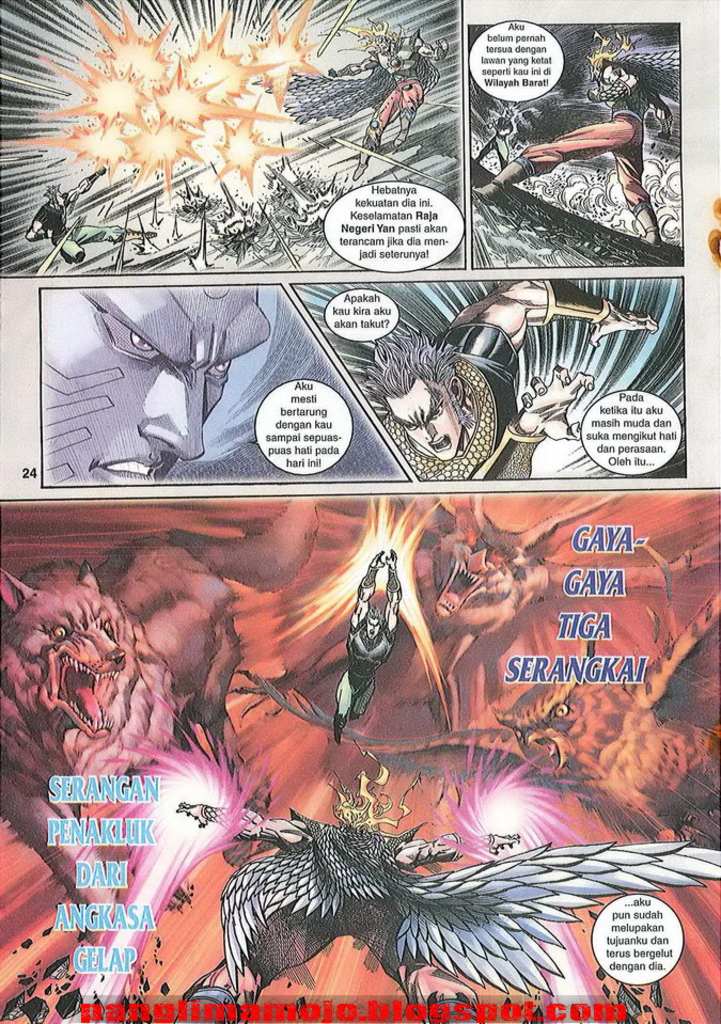 Hebatnya
kekuatan dia ini.
Keselamatan Raja
Negeri Yan pasti akan
terancam jika dia men-
jadi seterunya!
Aku
belum pernah
tersua dengan
lawan yang ketat
seperti kau ini di
Wilayah Barat!
Aku
mesti
bertarung
dengan kau
sampai sepuas-
puas hati pada
hari ini!
Apakah
kau kira aku
akan takut?
Pada
ketika itu aku
masih muda dan
suka mengikut hati
dan perasaan.
Oleh itu...
24
GAYA-
GAYA
TIGA
SERANGKAI
SERANGAN
PENAKLUK
DARI
ANGKASA
GELAP
...aku
pun sudah
melupakan
tujuanku dan
terus bergelut
dengan dia.
panglimamojo.blogspot.com